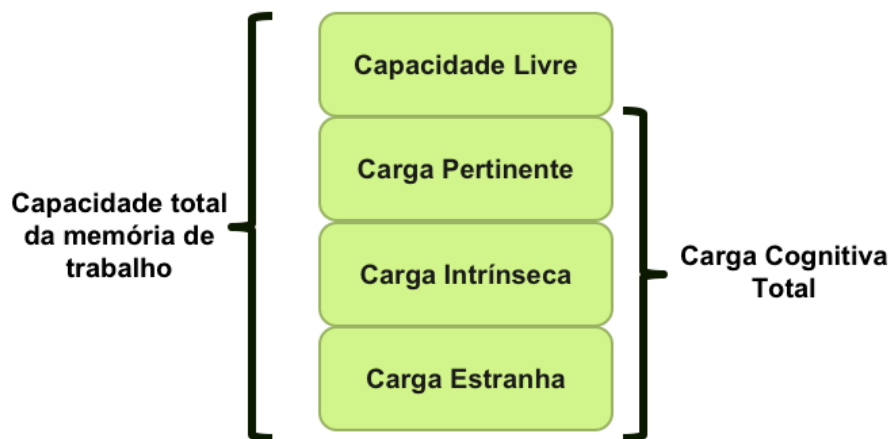 Capacidade Livre
Carga Pertinente
Carga Intrínseca
Carga Estranha
Capacidade total
da memória de
trabalho
Carga Cognitiva
Total